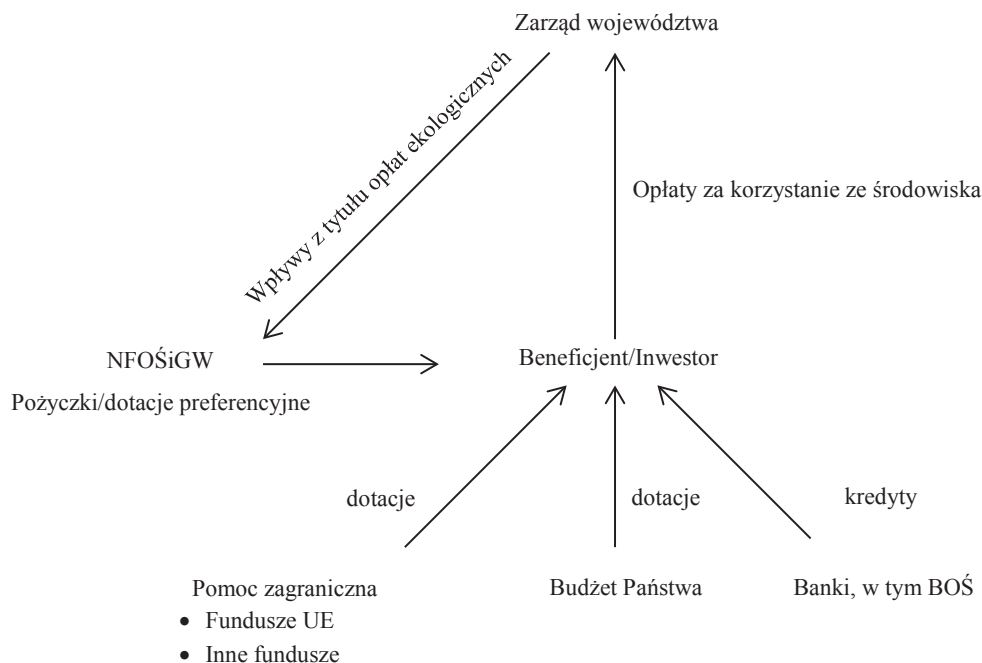 Zarząd województwa
Wpływy z tytułu opłat ekologicznych
Opłaty za korzystanie ze środowiska
NFOŚiGW
Beneficjent/Inwestor
Pożyczki/dotacje preferencyjne
dotacje
dotacje
kredyty
Pomoc zagraniczna
Budżet Państwa
Banki, w tym BOŚ
• Fundusze UE
• Inne fundusze